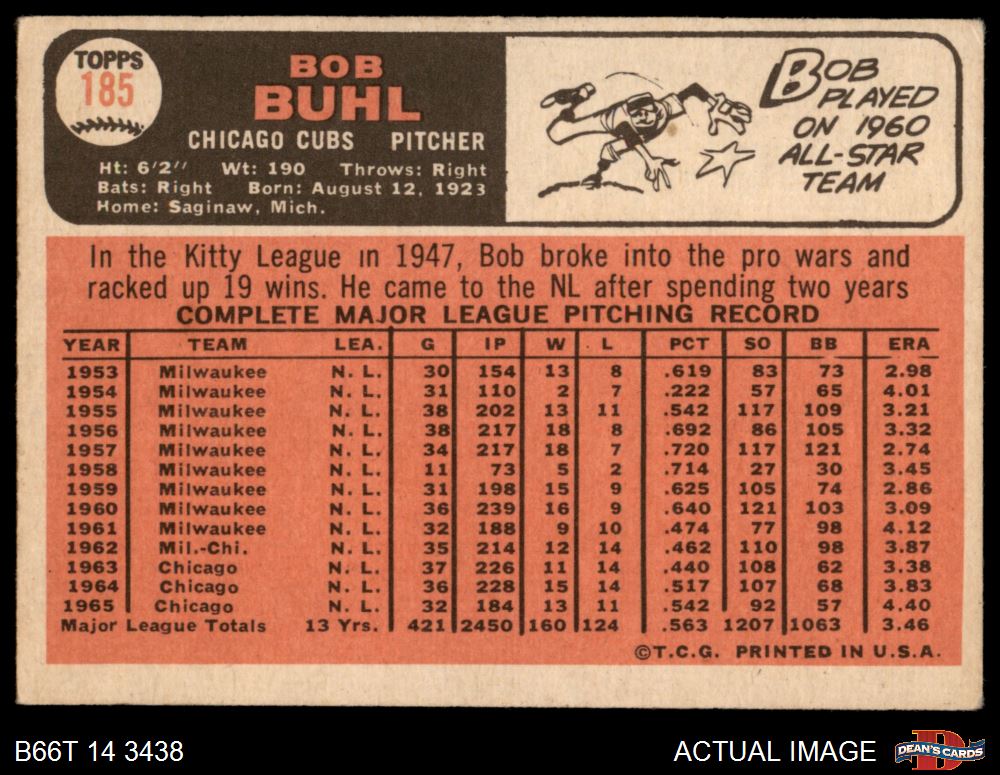 TOPPS
185
BOB
BUHL
CHICAGO CUBS PITCHER
Ht: 6'2" Wt: 190 Throws: Right
Bats: Right Born: August 12, 1923
Home: Saginaw, Mich.
BOB
PLAYED
ON 1960
ALL-STAR
TEAM
In the Kitty League in 1947, Bob broke into the pro wars and
racked up 19 wins. He came to the NL after spending two years
COMPLETE MAJOR LEAGUE PITCHING RECORD
YEAR TEAM LEA. G IP W L PCT SO BB ERA
1953 Milwaukee N. L. 30 154 13 8 .619 83 73 2.98
1954 Milwaukee N. L. 31 110 2 7 .222 57 65 4.01
1955 Milwaukee N. L. 38 202 13 11 .542 117 109 3.21
1956 Milwaukee N. L. 38 217 18 8 .692 86 105 3.32
1957 Milwaukee N. L. 34 217 18 7 .720 117 121 2.74
1958 Milwaukee N. L. 11 73 5 2 .714 27 30 3.45
1959 Milwaukee N. L. 31 198 15 9 .625 105 74 2.86
1960 Milwaukee N. L. 36 239 16 9 .640 121 103 3.09
1961 Milwaukee N. L. 32 188 9 10 .474 77 98 4.12
1962 Mil.-Chi. N. L. 35 214 12 14 .462 110 98 3.87
1963 Chicago N. L. 37 226 11 14 .440 108 62 3.38
1964 Chicago N. L. 36 228 15 14 .517 107 68 3.83
1965 Chicago N. L. 32 184 13 11 .542 92 57 4.40
Major League Totals 13 Yrs. 421 2450 160 124 .563 1207 1063 3.46
©T.C.G. PRINTED IN U.S.A.
B66T 14 3438
ACTUAL IMAGE
DEAN'S CARDS